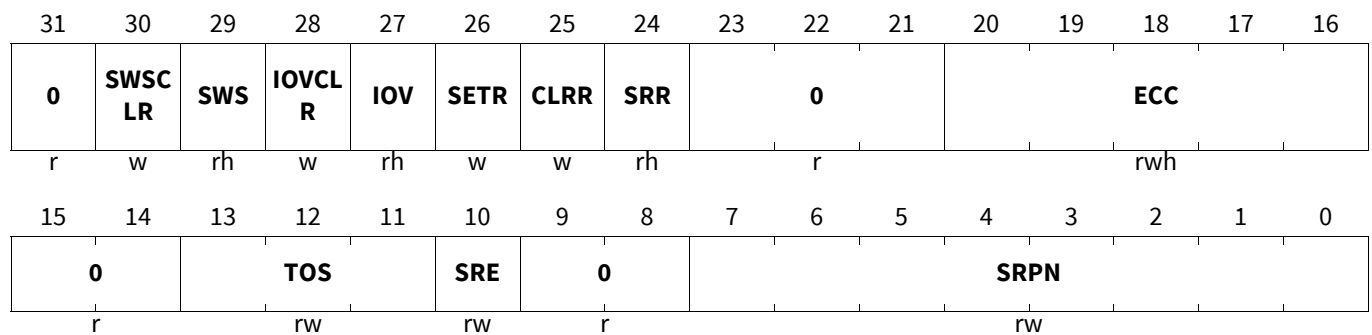 31 30 29 28 27 26 25 24 23 22 21 20 19 18 17 16
0 SWSC LR SWS IOVCL R IOV SETR CLRR SRR 0 ECC
r w rh w rh w w rh r rwh
15 14 13 12 11 10 9 8 7 6 5 4 3 2 1 0
0 TOS SRE 0 SRPN
r rw rw r rw